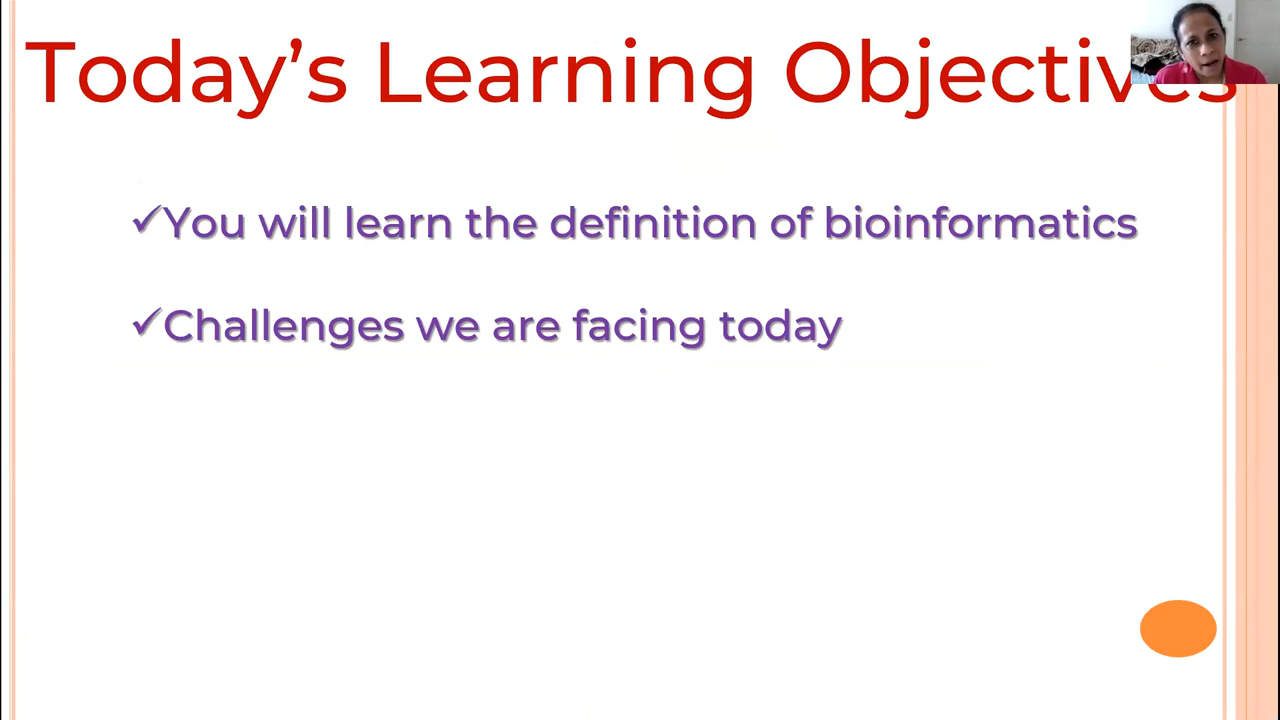 Today’s Learning Objectives
✓You will learn the definition of bioinformatics
✓Challenges we are facing today